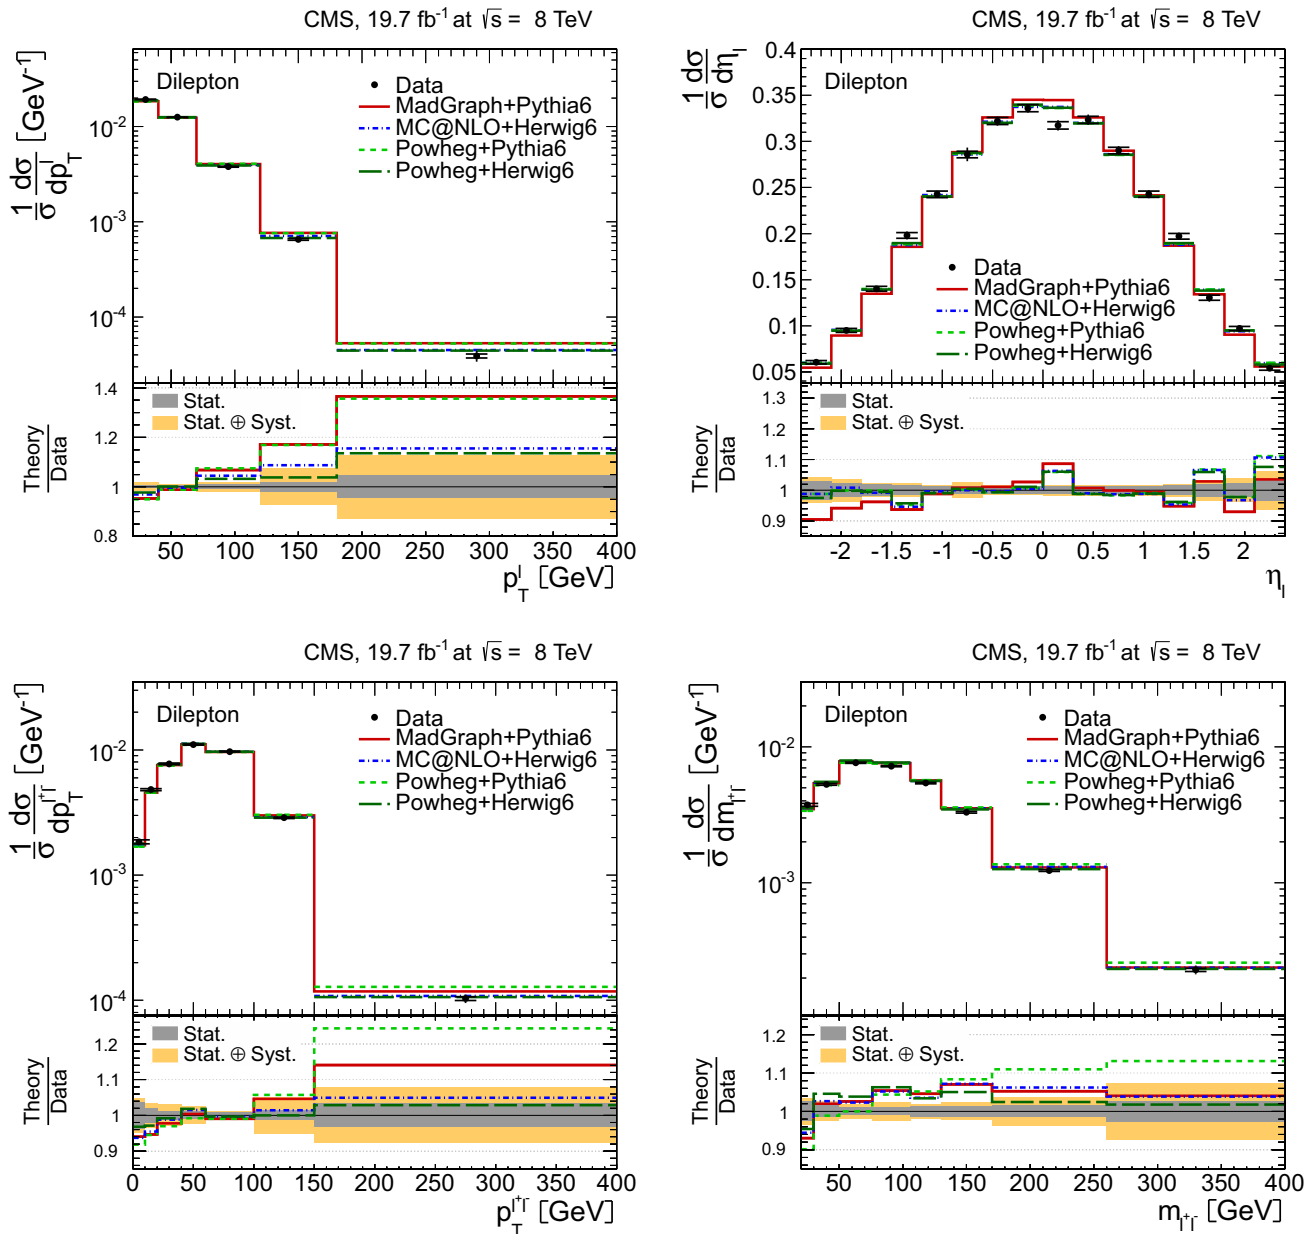 CMS, 19.7 fb⁻¹ at √s = 8 TeV
1/σ dσ/dp_T^l [GeV⁻¹]
Dilepton
Data
MadGraph+Pythia6
MC@NLO+Herwig6
Powheg+Pythia6
Powheg+Herwig6
10⁻²
10⁻³
10⁻⁴
Theory/Data
Stat.
Stat. ⊕ Syst.
1.4
1.2
1
0.8
50 100 150 200 250 300 350 400
p_T^l [GeV]
CMS, 19.7 fb⁻¹ at √s = 8 TeV
1/σ dσ/dη_l
Dilepton
0.4
0.35
0.3
0.25
0.2
0.15
0.1
0.05
Data
MadGraph+Pythia6
MC@NLO+Herwig6
Powheg+Pythia6
Powheg+Herwig6
Theory/Data
Stat.
Stat. ⊕ Syst.
1.3
1.2
1.1
1.0
0.9
-2 -1.5 -1 -0.5 0 0.5 1 1.5 2
η_l
CMS, 19.7 fb⁻¹ at √s = 8 TeV
1/σ dσ/dp_T^{l⁺l⁻} [GeV⁻¹]
Dilepton
Data
MadGraph+Pythia6
MC@NLO+Herwig6
Powheg+Pythia6
Powheg+Herwig6
10⁻²
10⁻³
10⁻⁴
Theory/Data
Stat.
Stat. ⊕ Syst.
1.2
1.1
1.0
0.9
0 50 100 150 200 250 300 350 400
p_T^{l⁺l⁻} [GeV]
CMS, 19.7 fb⁻¹ at √s = 8 TeV
1/σ dσ/dm_{l⁺l⁻} [GeV⁻¹]
Dilepton
Data
MadGraph+Pythia6
MC@NLO+Herwig6
Powheg+Pythia6
Powheg+Herwig6
10⁻²
10⁻³
Theory/Data
Stat.
Stat. ⊕ Syst.
1.2
1.1
1.0
0.9
50 100 150 200 250 300 350 400
m_{l⁺l⁻} [GeV]